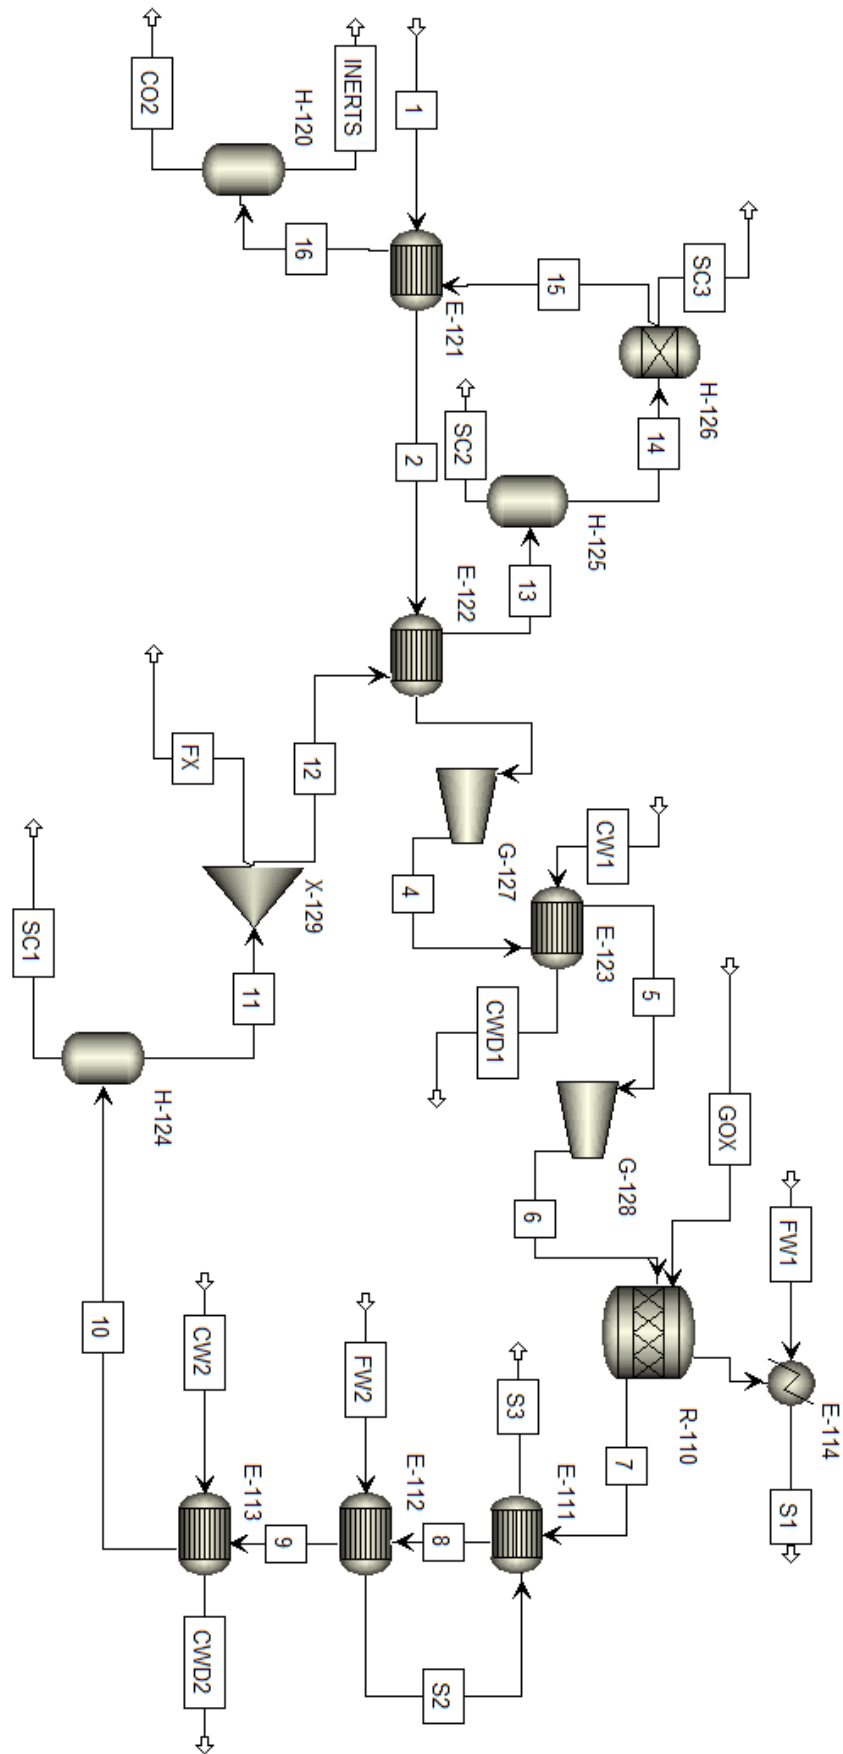 E-114
FW1
S1
GOX
SC3
H-126
R-110
14
5
G-128
7
CW1
E-123
H-125
15
E-111
13
6
S3
G-127
CWD1
SC2
E-122
E-121
S2
8
1
2
4
E-112
FW2
INERTS
12
X-129
H-120
16
9
11
E-113
CW2
CWD2
FX
H-124
CO2
10
SC1